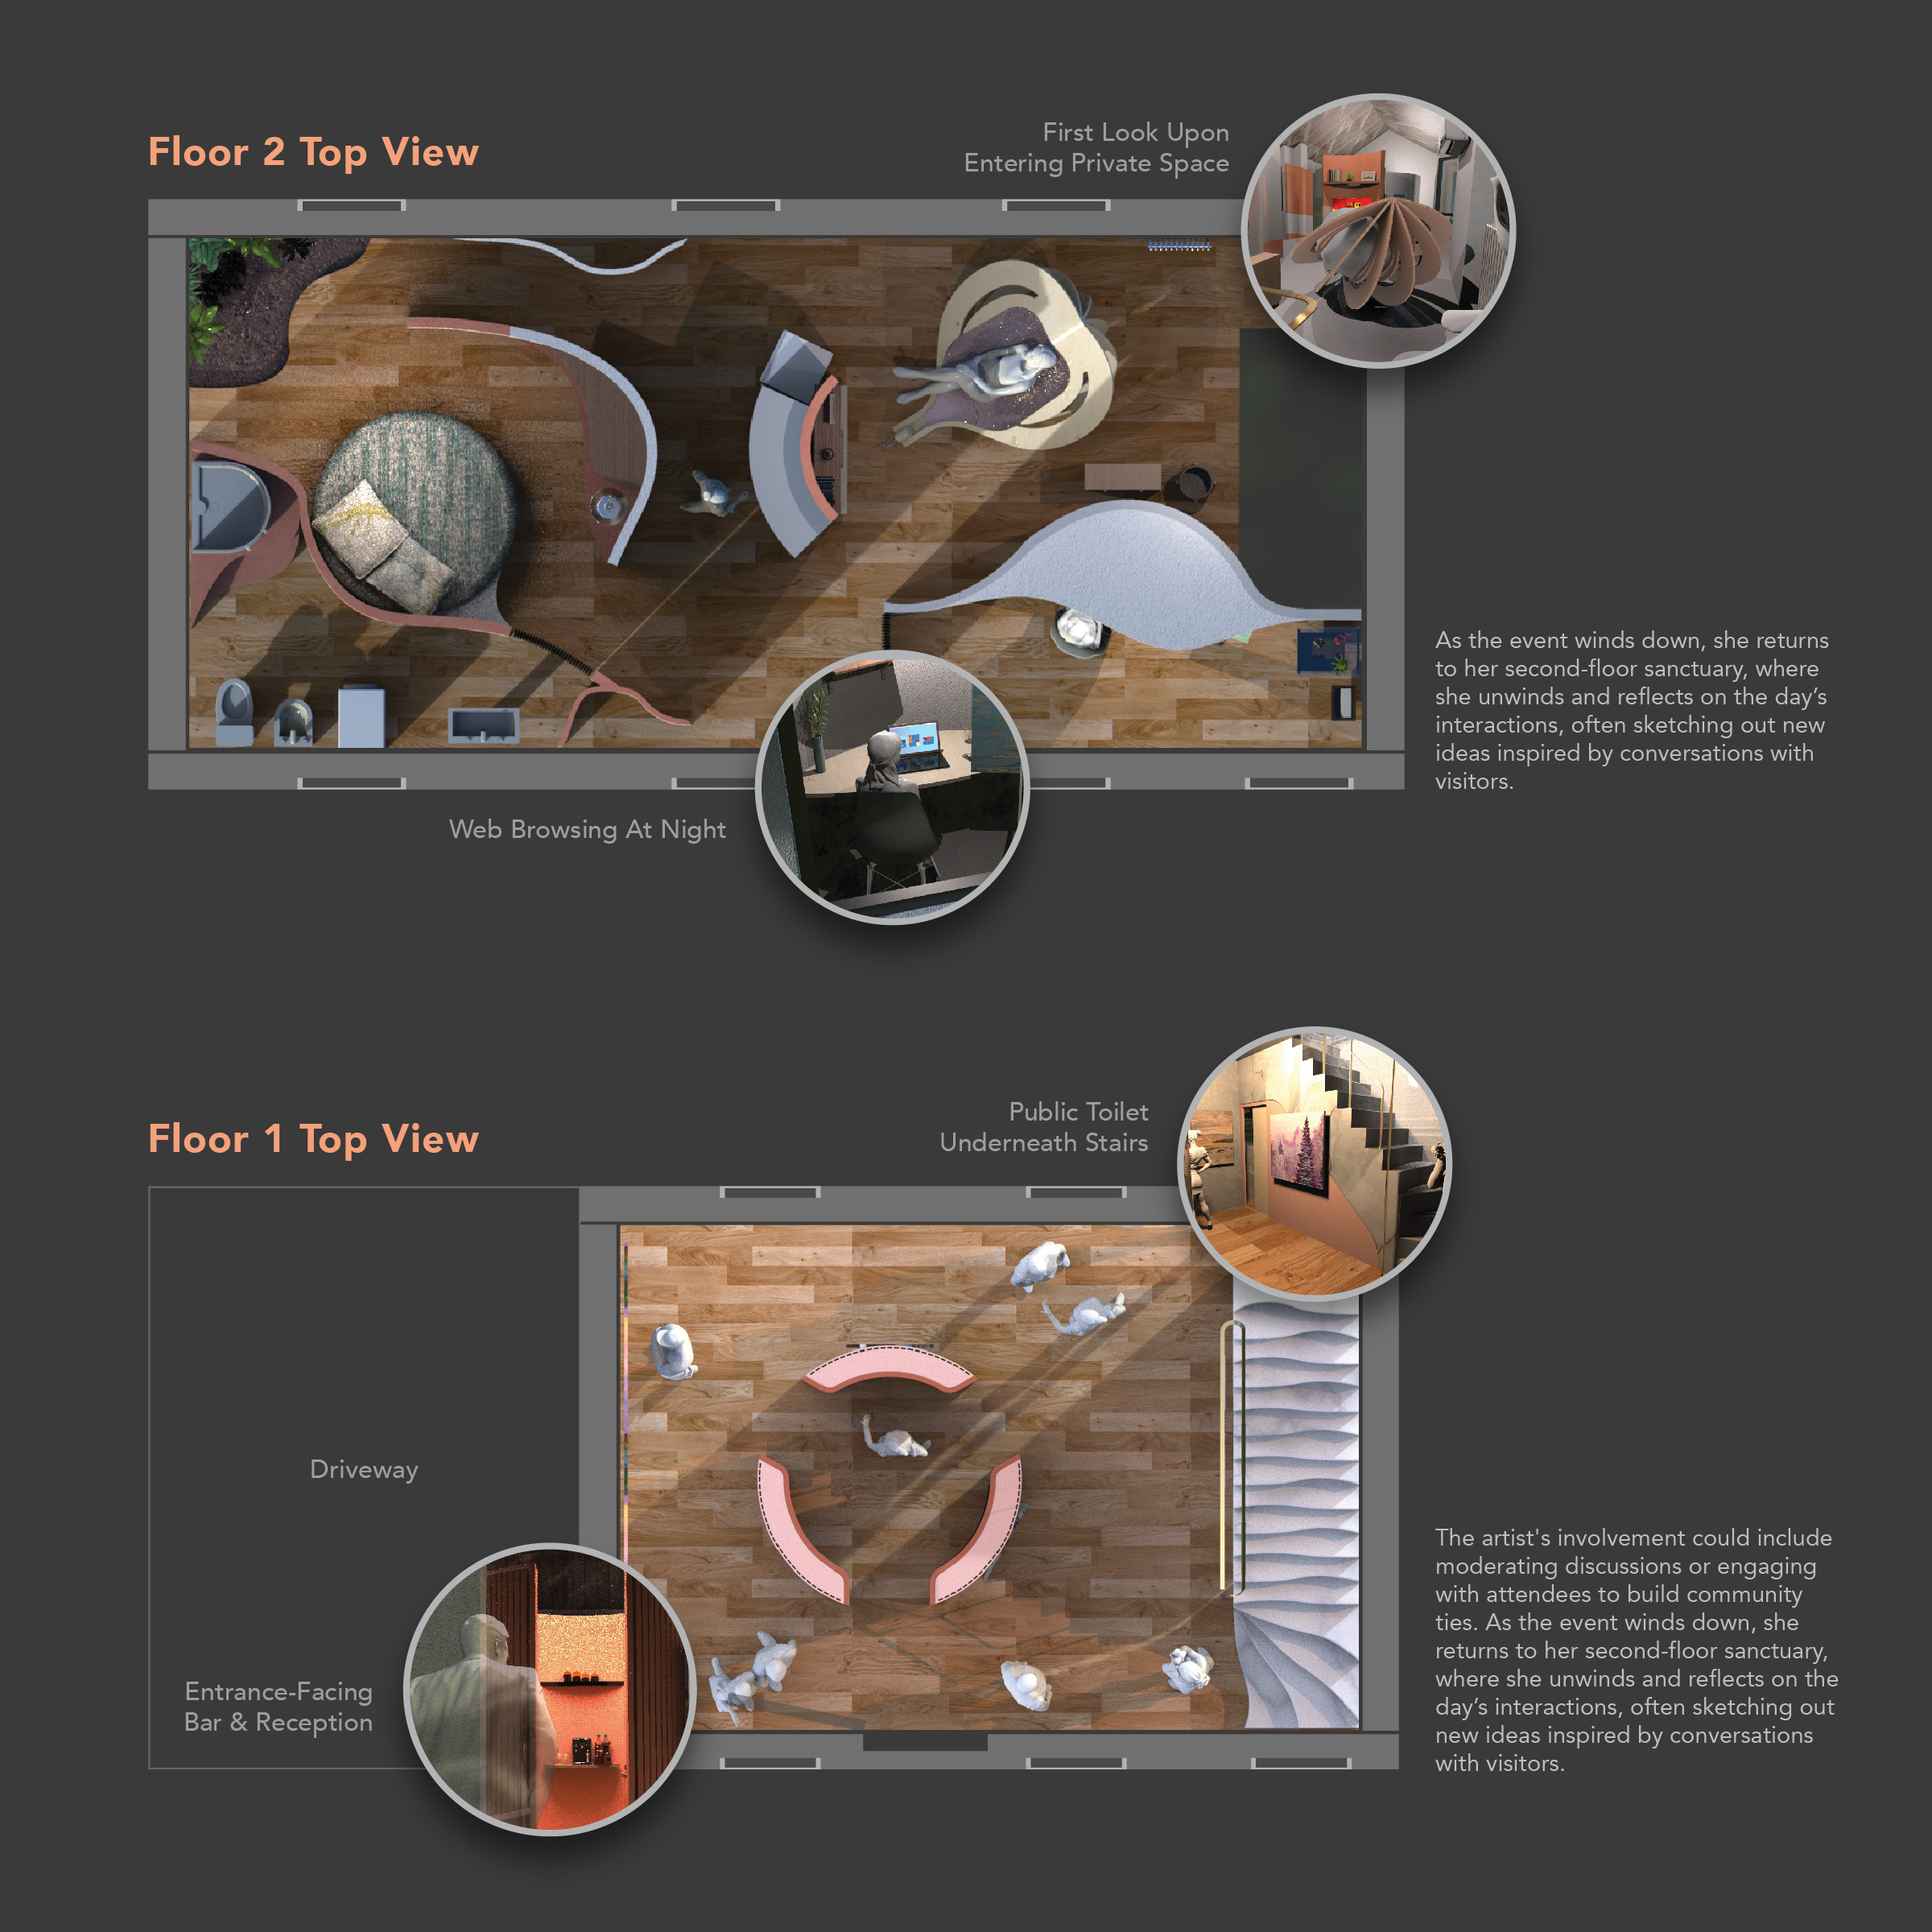 Floor 2 Top View
First Look Upon
Entering Private Space
As the event winds down, she returns
to her second-floor sanctuary, where
she unwinds and reflects on the day’s
interactions, often sketching out new
ideas inspired by conversations with
visitors.
Web Browsing At Night
Floor 1 Top View
Public Toilet
Underneath Stairs
Driveway
Entrance-Facing
Bar & Reception
The artist's involvement could include
moderating discussions or engaging
with attendees to build community
ties. As the event winds down, she
returns to her second-floor sanctuary,
where she unwinds and reflects on the
day’s interactions, often sketching out
new ideas inspired by conversations
with visitors.